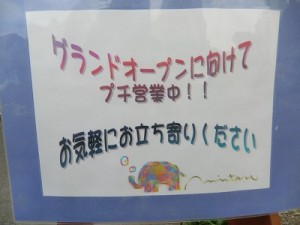 グランドオープンに向けて
プチ営業中！！
お気軽にお立ち寄りください